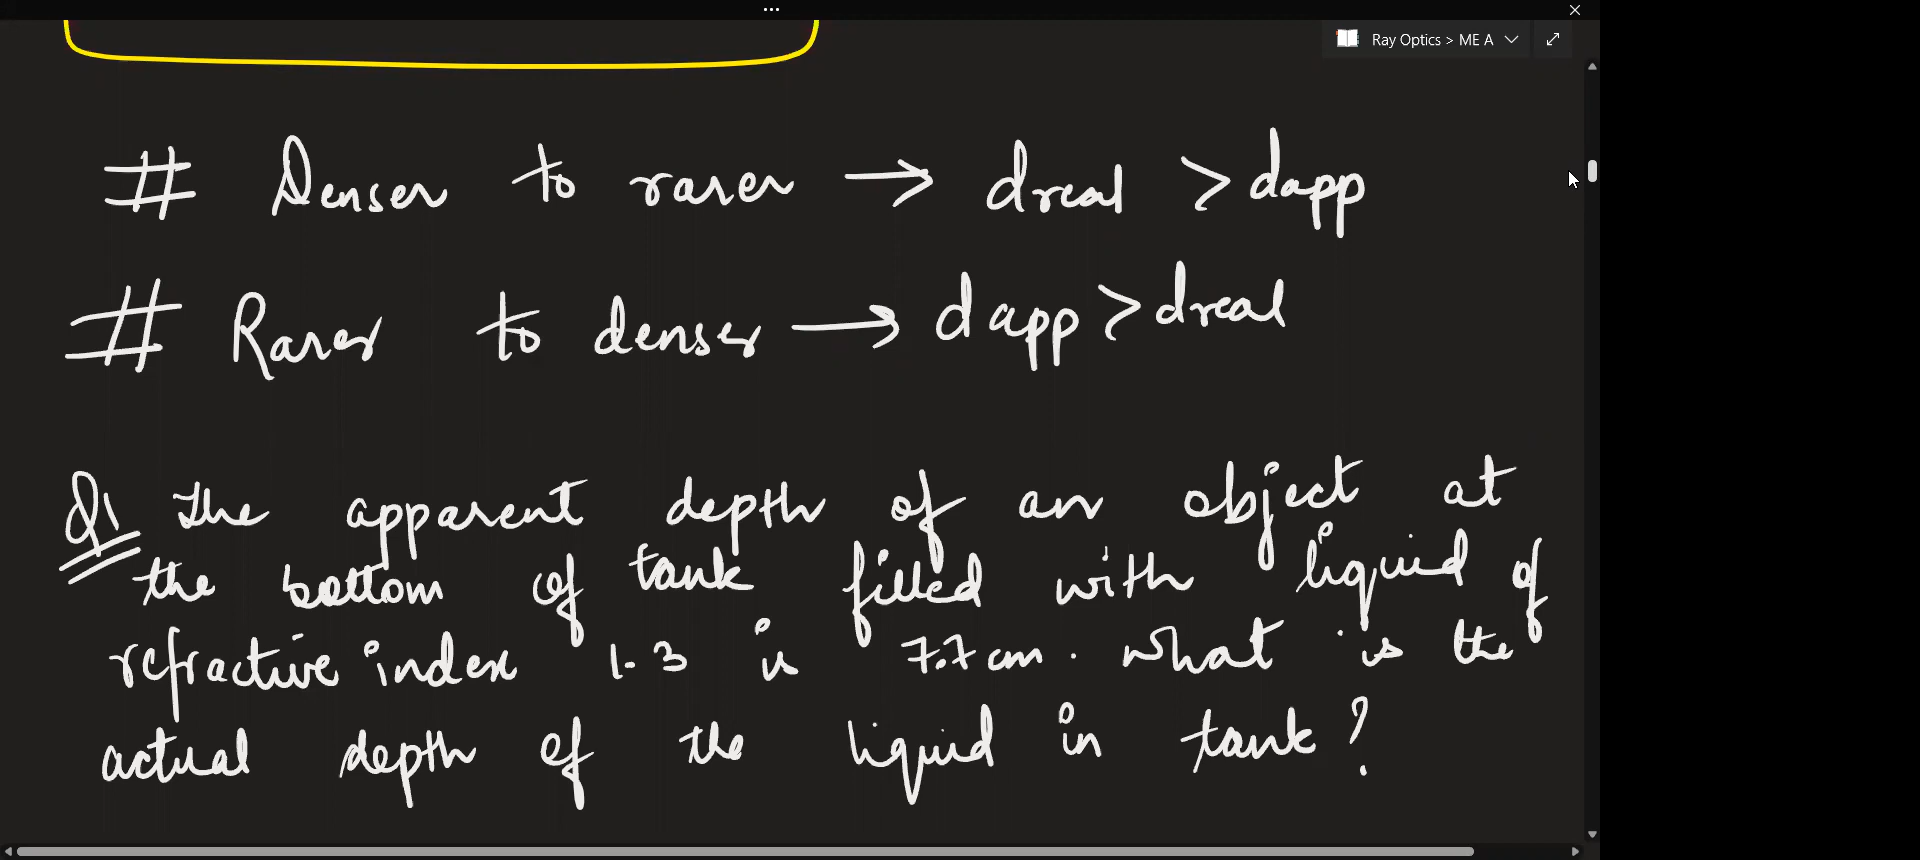 Ray Optics > ME A
# Denser to rarer → dreal > dapp
# Rarer to denser → dapp > dreal
Q1 The apparent depth of an object at
the bottom of tank filled with liquid of
refractive index 1.3 is 7.7 cm. what is the
actual depth of the liquid in tank?